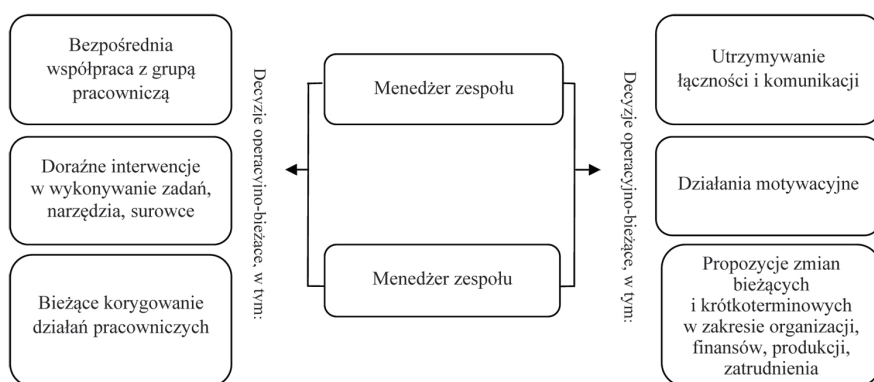 Bezpośrednia
współpraca z grupą
pracowniczą
Doraźne interwencje
w wykonywanie zadań,
narzędzia, surowce
Bieżące korygowanie
działań pracowniczych
Decyzje operacyjno-bieżące, w tym:
Menedżer zespołu
Menedżer zespołu
Decyzje operacyjno-bieżące, w tym:
Utrzymywanie
łączności i komunikacji
Działania motywacyjne
Propozycje zmian
bieżących
i krótkoterminowych
w zakresie organizacji,
finansów, produkcji,
zatrudnienia